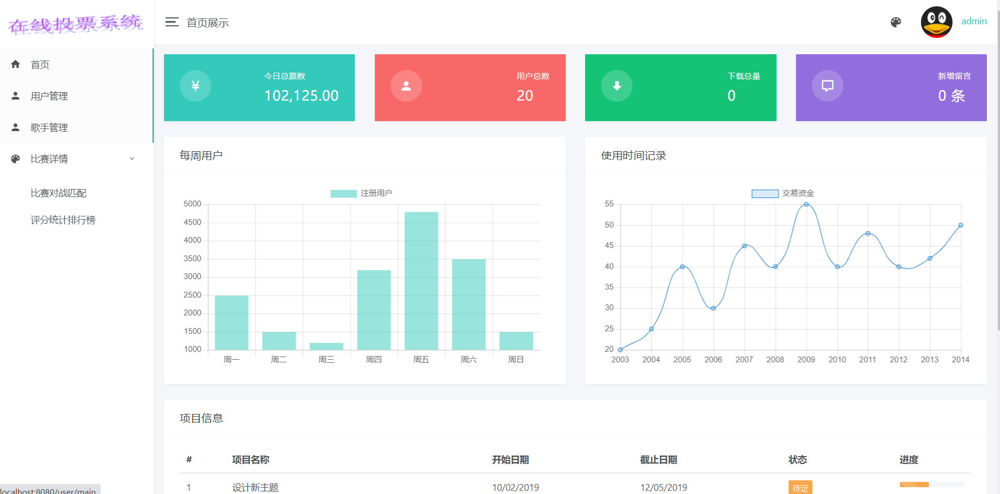 在线投票系统
首页展示
admin
首页
用户管理
歌手管理
比赛详情
比赛对战匹配
评分统计排行榜
¥
今日总票数
102,125.00
用户总数
20
下载总量
0
新增留言
0 条
每周用户
注册用户
5000
4500
4000
3500
3000
2500
2000
1500
1000
周一 周二 周三 周四 周五 周六 周日
使用时间记录
交易资金
55
50
45
40
35
30
25
20
2003 2004 2005 2006 2007 2008 2009 2010 2011 2012 2013 2014
项目信息
# 项目名称 开始日期 截止日期 状态 进度
1 设计新主题 10/02/2019 12/05/2019 待定
localhost:8080/user/main